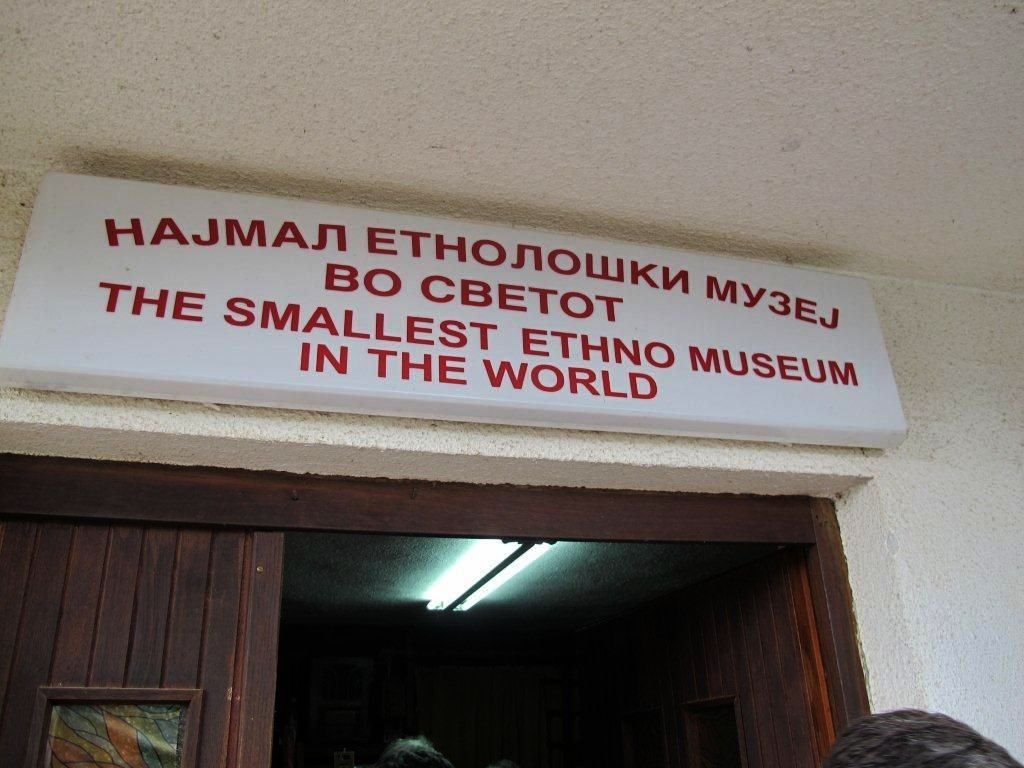 НАЈМАЛ ЕТНОЛОШКИ МУЗЕЈ
ВО СВЕТОТ
THE SMALLEST ETHNO MUSEUM
IN THE WORLD